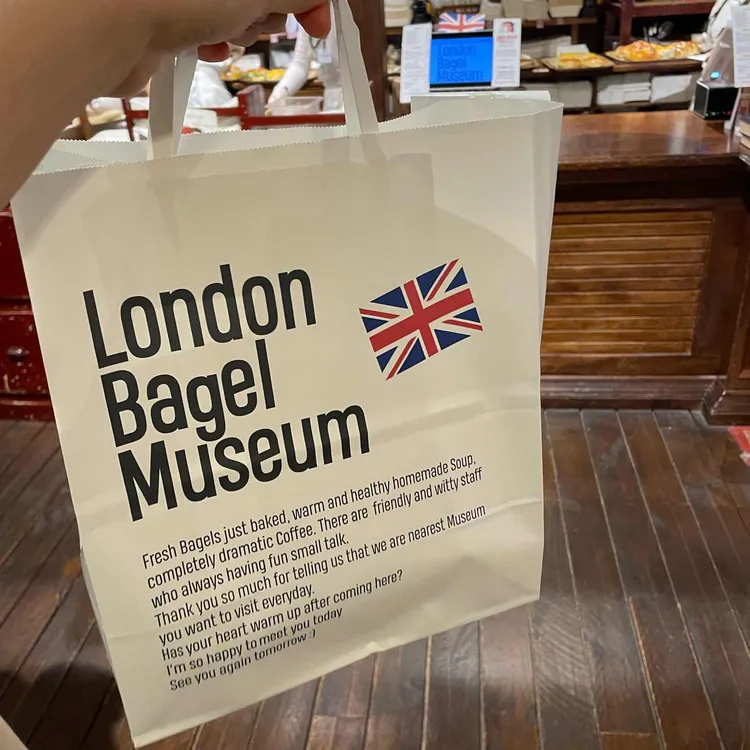 London
Bagel
Museum
London
Bagel
Museum
Fresh Bagels just baked, warm and healthy homemade Soup,
completely dramatic Coffee. There are friendly and witty staff
who always having fun small talk.
Thank you so much for telling us that we are nearest Museum
you want to visit everyday.
Has your heart warm up after coming here?
I'm so happy to meet you today
See you again tomorrow :)